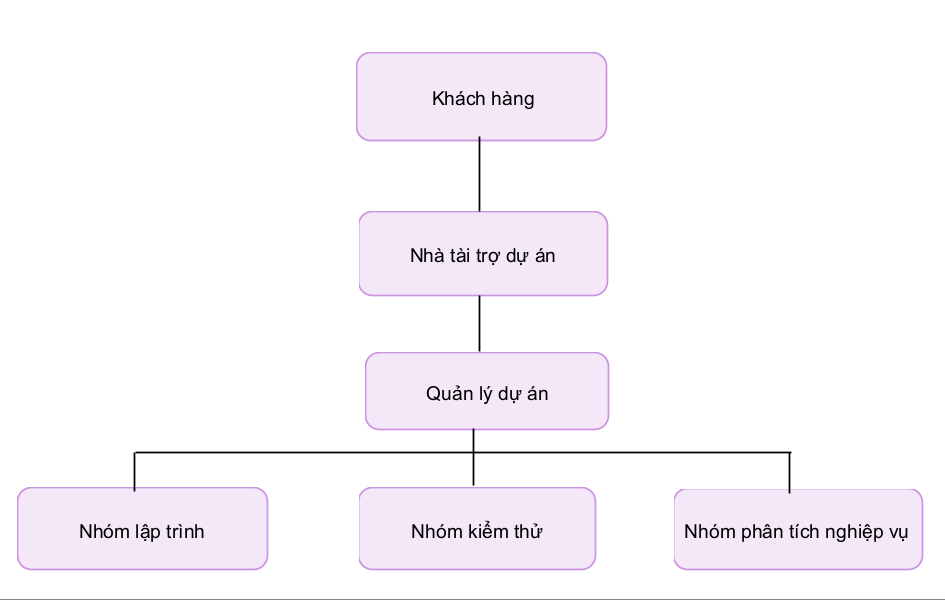 Khách hàng
Nhà tài trợ dự án
Quản lý dự án
Nhóm lập trình
Nhóm kiểm thử
Nhóm phân tích nghiệp vụ